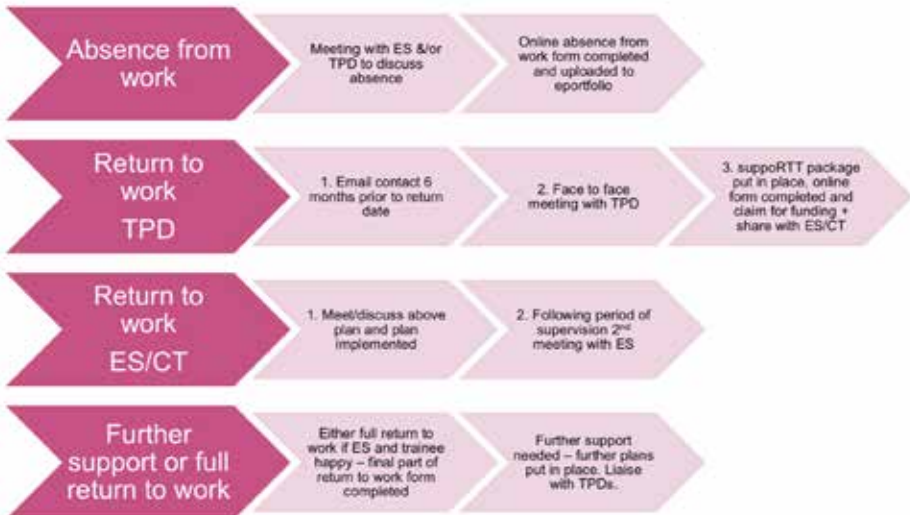 Absence from
work
Meeting with ES &/or
TPD to discuss
absence
Online absence from
work form completed
and uploaded to
eportfolio
Return to
work
TPD
1. Email contact 6
months prior to return
date
2. Face to face
meeting with TPD
3. suppoRTT package
put in place, online
form completed and
claim for funding +
share with ES/CT
Return to
work
ES/CT
1. Meet/discuss above
plan and plan
implemented
2. Following period of
supervision 2nd
meeting with ES
Further
support or full
return to work
Either full return to
work if ES and trainee
happy – final part of
return to work form
completed
Further support
needed – further plans
put in place. Liaise
with TPDs.